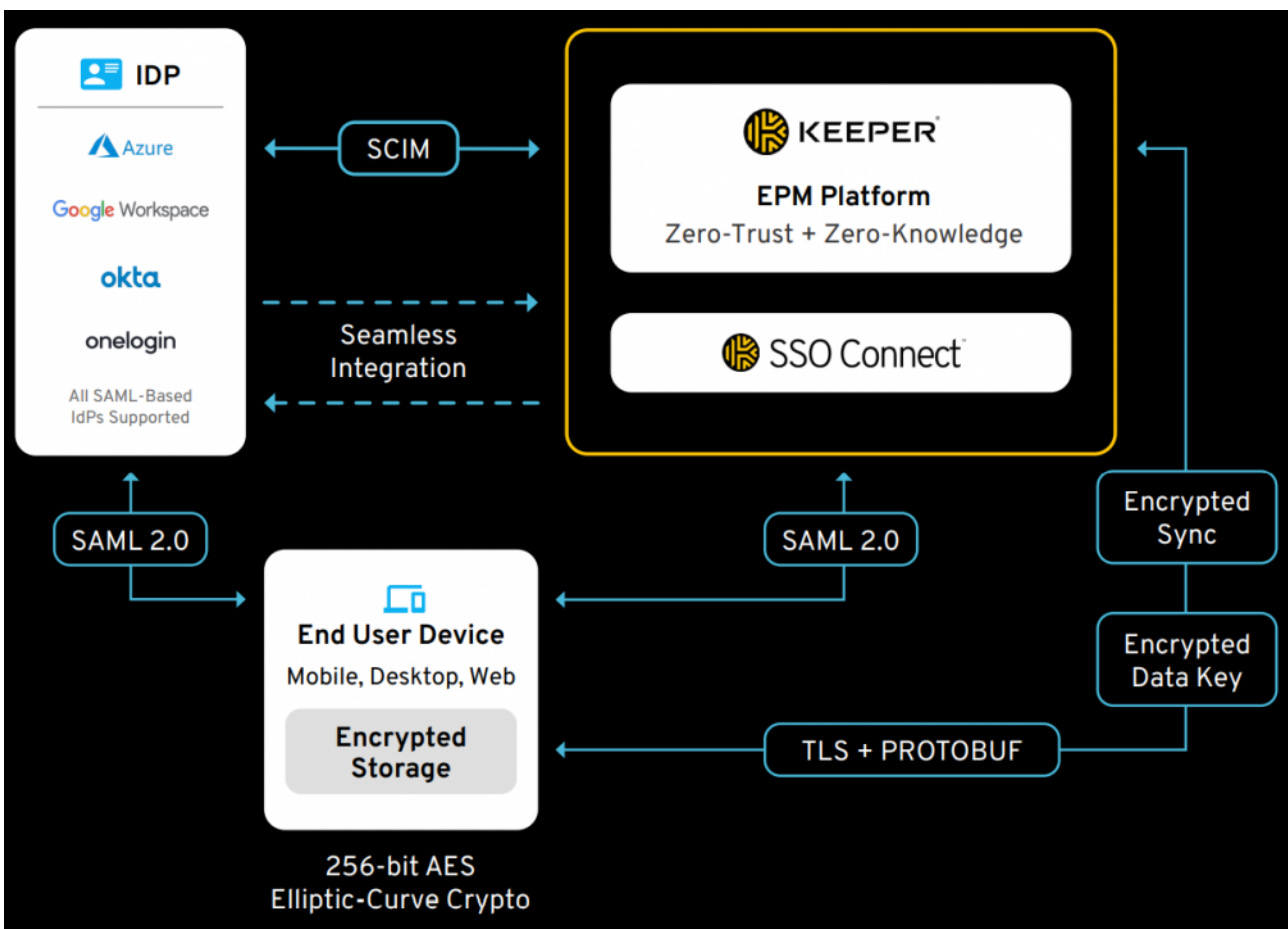 IDP
Azure
Google Workspace
okta
onelogin
All SAML-Based
IdPs Supported
SCIM
Seamless
Integration
KEEPER
EPM Platform
Zero-Trust + Zero-Knowledge
SSO Connect
SAML 2.0
SAML 2.0
Encrypted
Sync
Encrypted
Data Key
TLS + PROTOBUF
End User Device
Mobile, Desktop, Web
Encrypted
Storage
256-bit AES
Elliptic-Curve Crypto